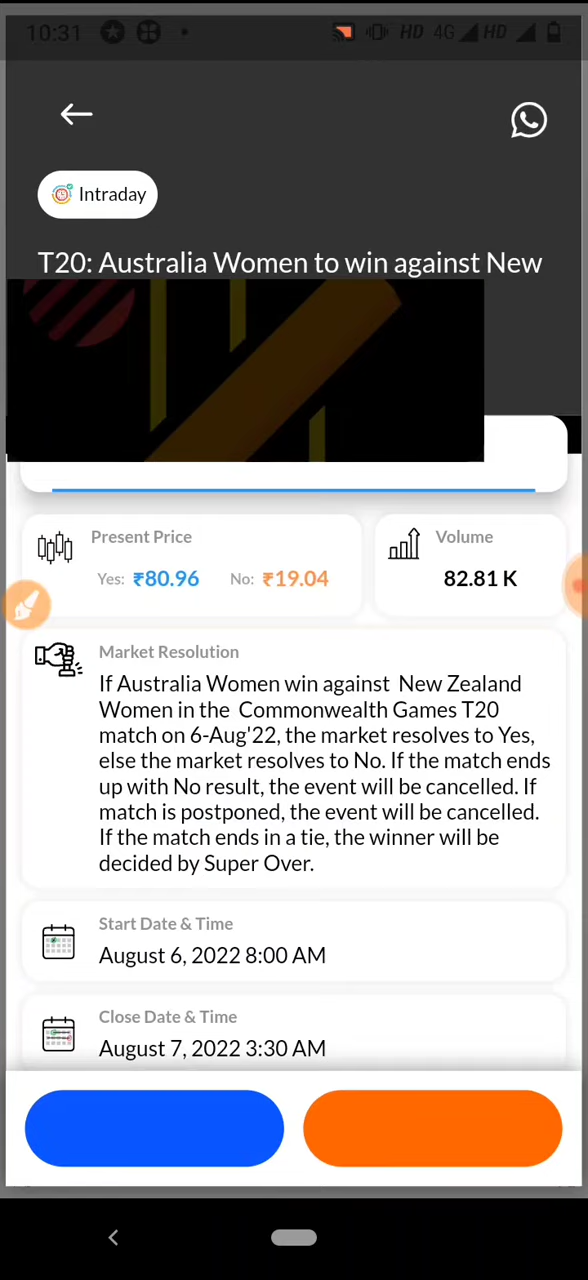 10:31 HD 4G HD
Intraday
T20: Australia Women to win against New
Present Price
Volume
Yes: ₹80.96 No: ₹19.04
82.81 K
Market Resolution
If Australia Women win against New Zealand
Women in the Commonwealth Games T20
match on 6-Aug'22, the market resolves to Yes,
else the market resolves to No. If the match ends
up with No result, the event will be cancelled. If
match is postponed, the event will be cancelled.
If the match ends in a tie, the winner will be
decided by Super Over.
Start Date & Time
August 6, 2022 8:00 AM
Close Date & Time
August 7, 2022 3:30 AM